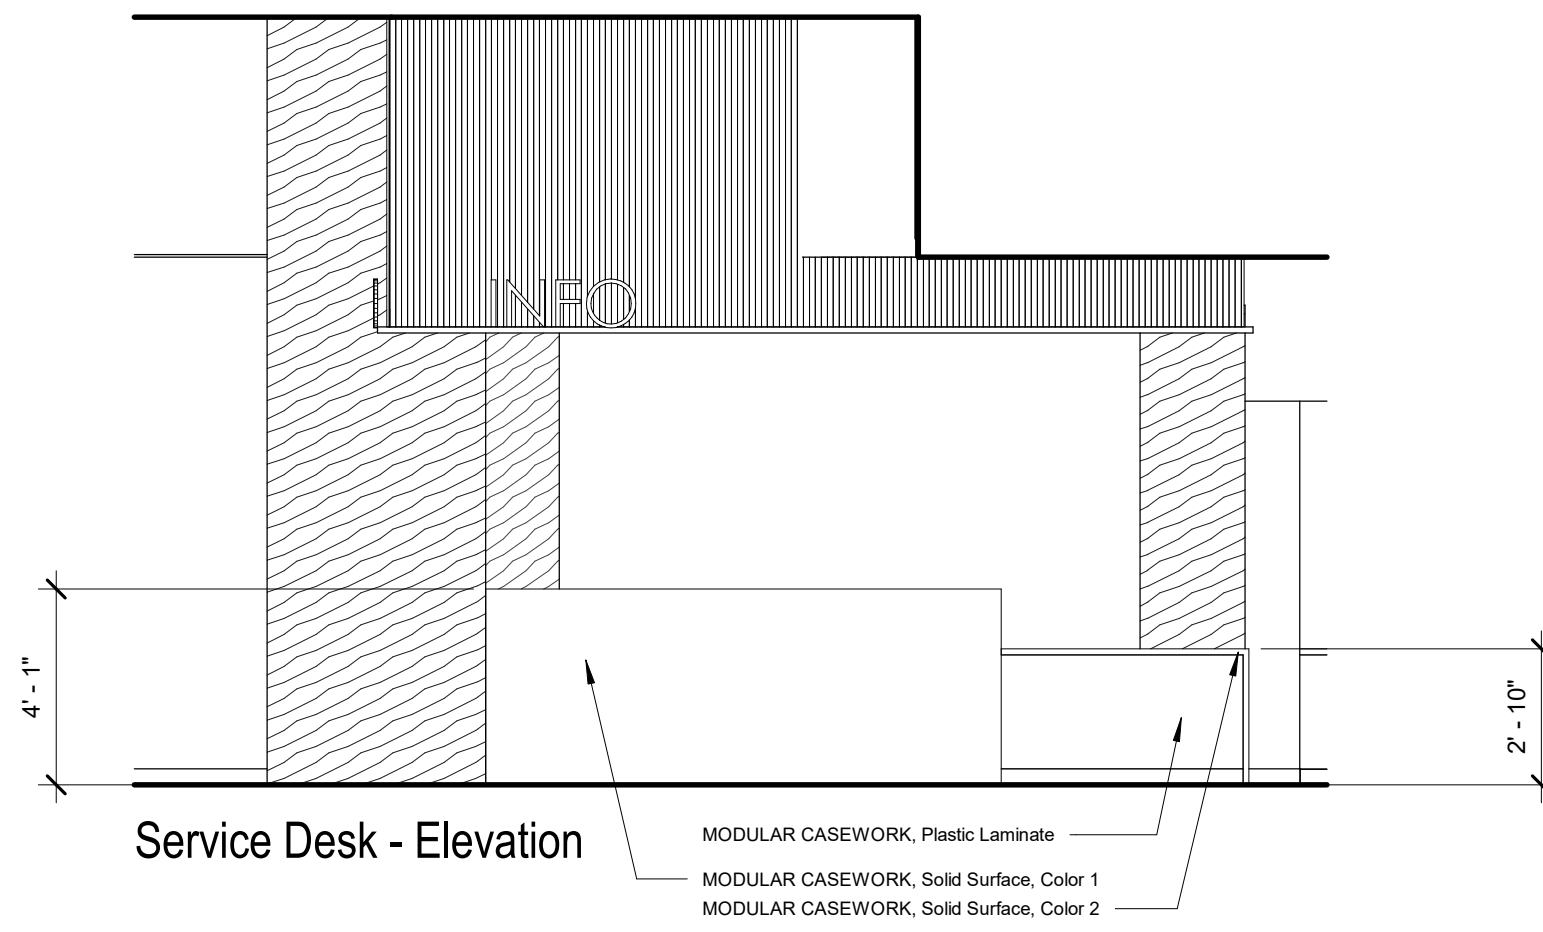 INFO
4' - 1"
2' - 10"
Service Desk - Elevation
MODULAR CASEWORK, Plastic Laminate
MODULAR CASEWORK, Solid Surface, Color 1
MODULAR CASEWORK, Solid Surface, Color 2